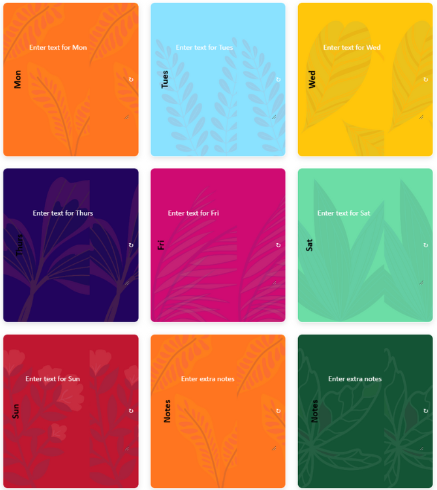 Enter text for Mon
Mon
Enter text for Tues
Tues
Enter text for Wed
Wed
Enter text for Thurs
Thurs
Enter text for Fri
Fri
Enter text for Sat
Sat
Enter text for Sun
Sun
Enter extra notes
Notes
Enter extra notes
Notes